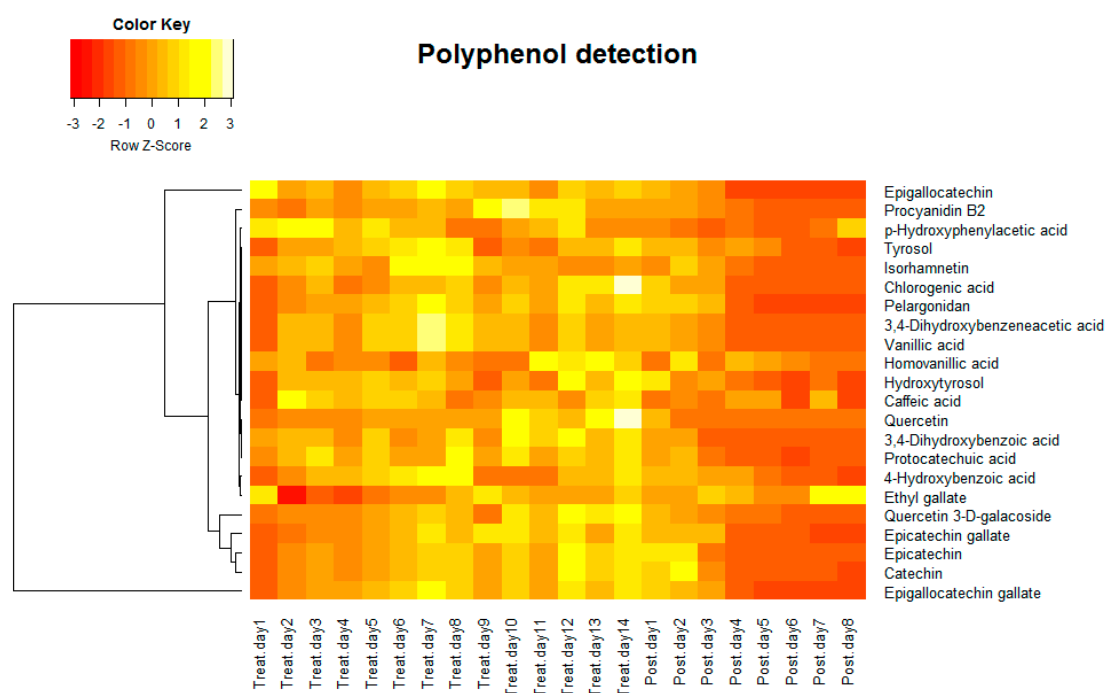 Color Key
Polyphenol detection
-3 -2 -1 0 1 2 3
Row Z-Score
Epigallocatechin
Procyanidin B2
p-Hydroxyphenylacetic acid
Tyrosol
Isorhamnetin
Chlorogenic acid
Pelargonidan
3,4-Dihydroxybenzeneacetic acid
Vanillic acid
Homovanillic acid
Hydroxytyrosol
Caffeic acid
Quercetin
3,4-Dihydroxybenzoic acid
Protocatechuic acid
4-Hydroxybenzoic acid
Ethyl gallate
Quercetin 3-D-galacoside
Epicatechin gallate
Epicatechin
Catechin
Epigallocatechin gallate
Treat.day1
Treat.day2
Treat.day3
Treat.day4
Treat.day5
Treat.day6
Treat.day7
Treat.day8
Treat.day9
Treat.day10
Treat.day11
Treat.day12
Treat.day13
Treat.day14
Post.day1
Post.day2
Post.day3
Post.day4
Post.day5
Post.day6
Post.day7
Post.day8